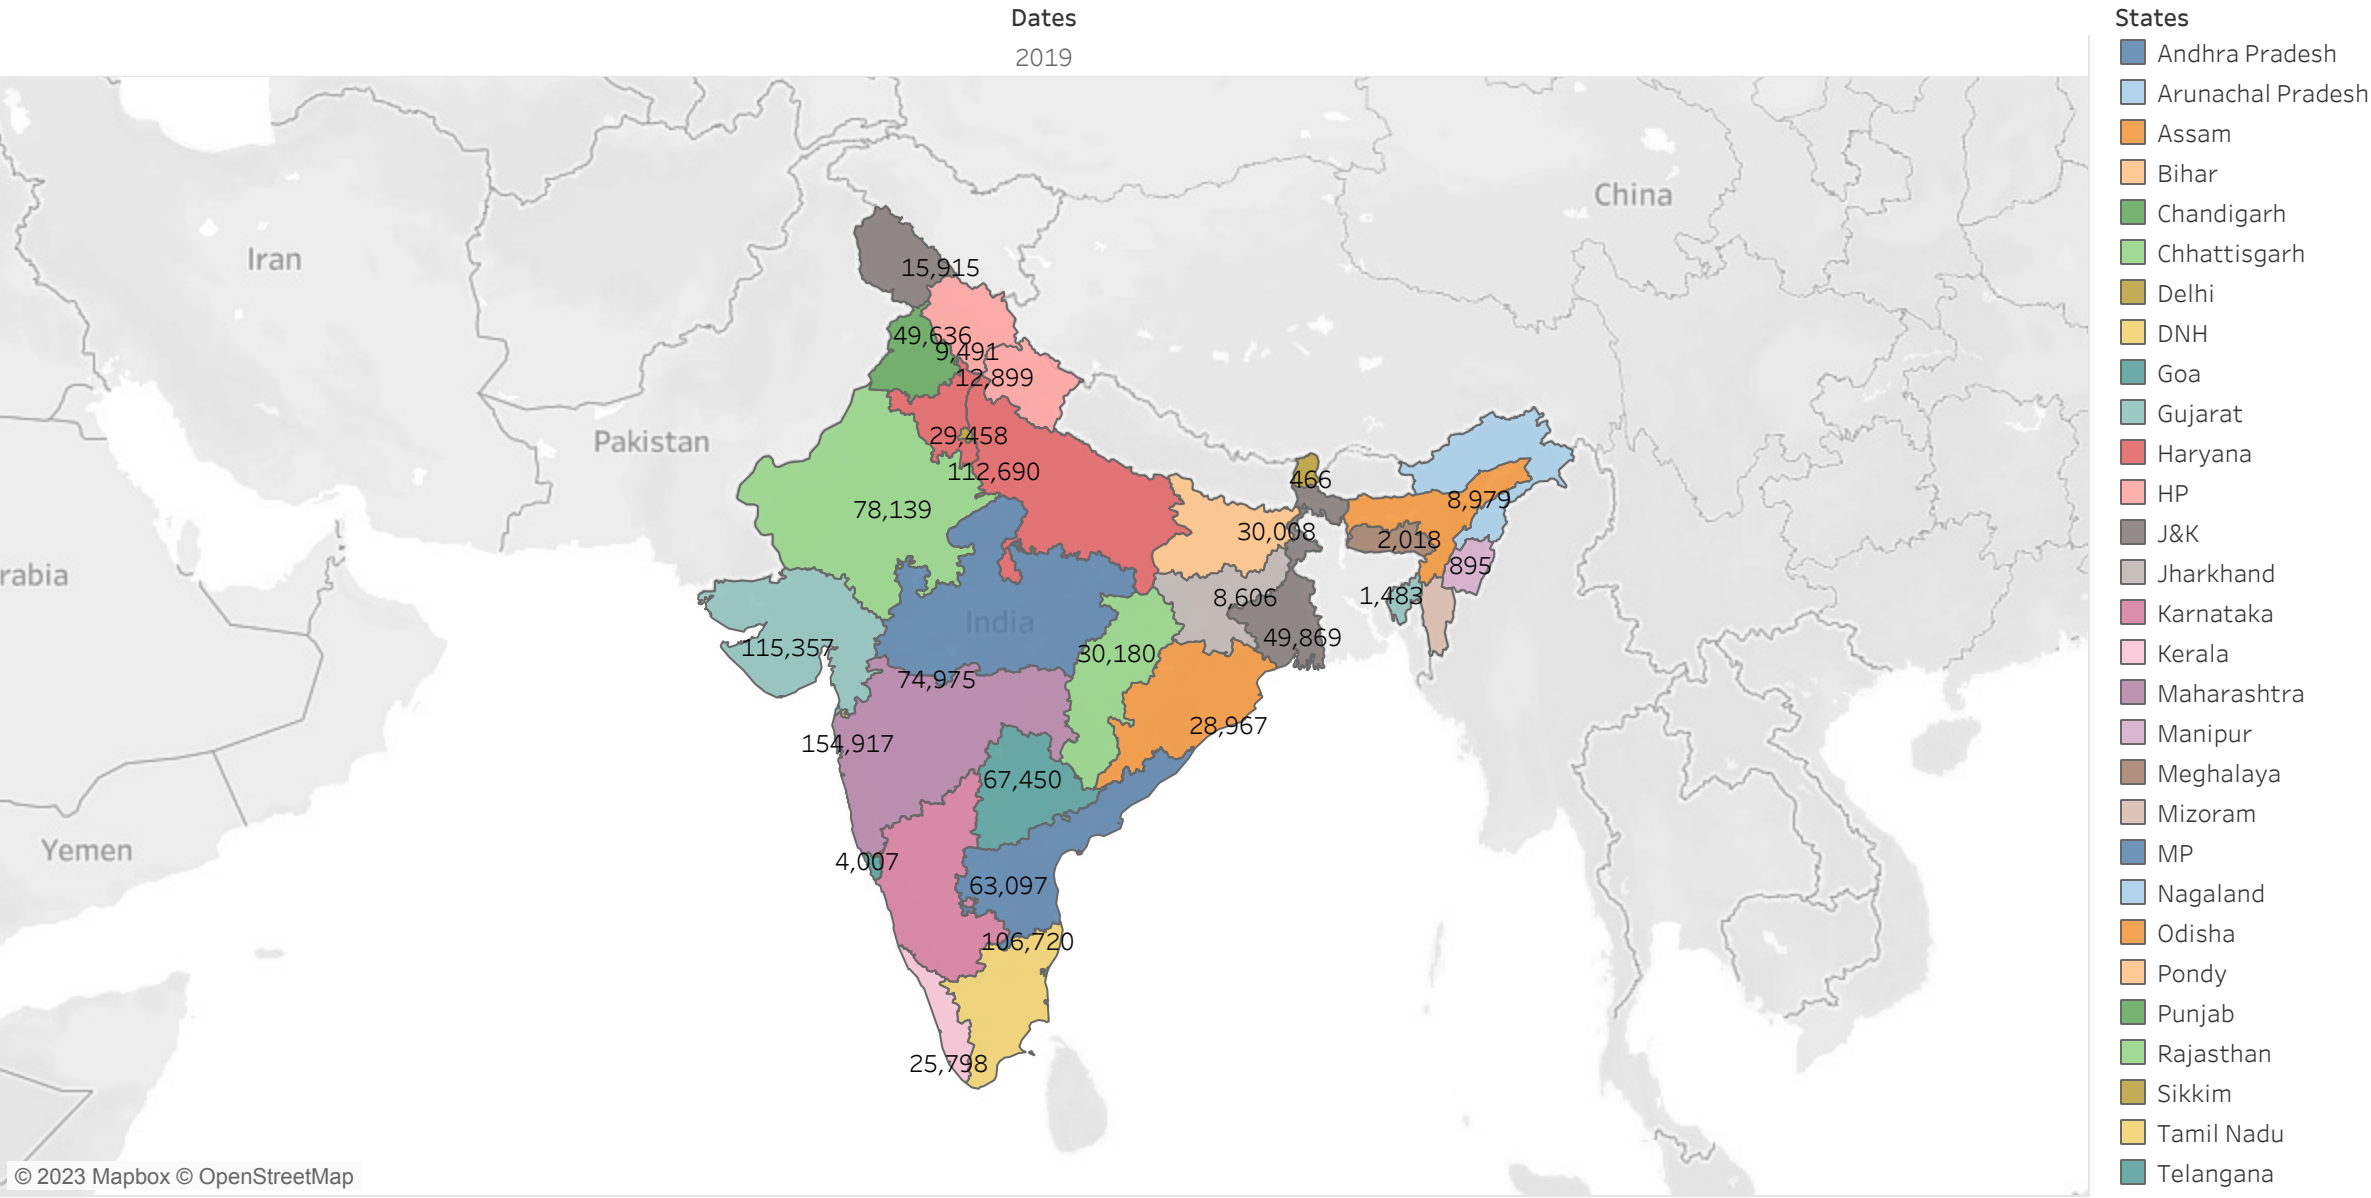 Dates
2019
States
Andhra Pradesh
Arunachal Pradesh
Assam
Bihar
Chandigarh
Chhattisgarh
Delhi
DNH
Goa
Gujarat
Haryana
HP
J&K
Jharkhand
Karnataka
Kerala
Maharashtra
Manipur
Meghalaya
Mizoram
MP
Nagaland
Odisha
Pondy
Punjab
Rajasthan
Sikkim
Tamil Nadu
Telangana
China
Iran
15,915
49,636
9,491
12,899
Pakistan
29,458
112,690
466
8,979
78,139
30,008
2,018
895
rabia
8,606
1,483
India
49,869
115,357
30,180
74,975
28,967
154,917
67,450
Yemen
4,007
63,097
106,720
25,798
© 2023 Mapbox © OpenStreetMap